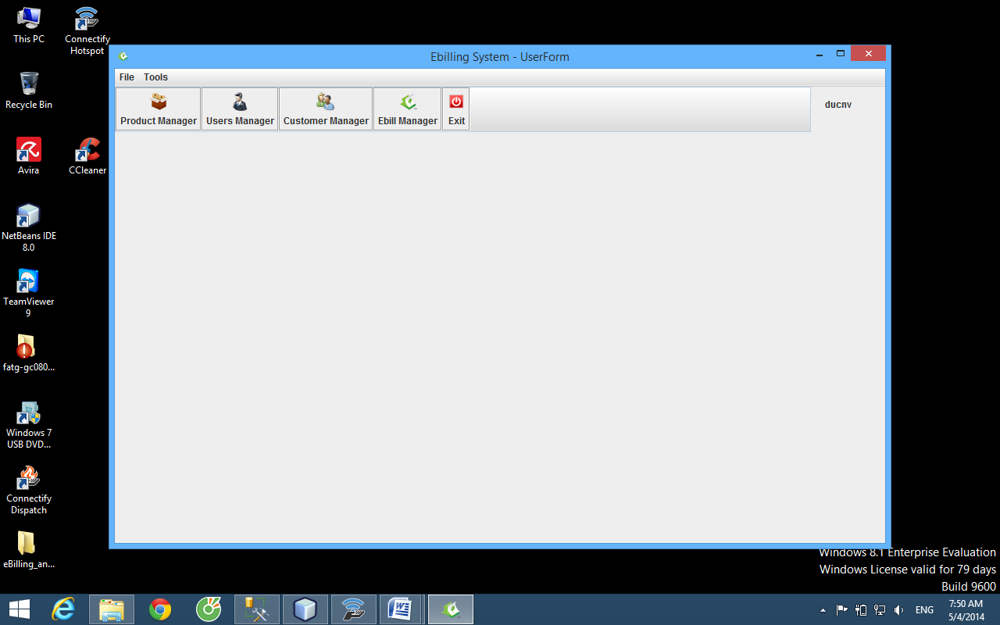 This PC
Connectify
Hotspot
Recycle Bin
Avira
CCleaner
NetBeans IDE
8.0
TeamViewer
9
fatg-gc080...
Windows 7
USB DVD...
Connectify
Dispatch
eBilling_an...
Ebilling System - UserForm
File Tools
Product Manager Users Manager Customer Manager Ebill Manager Exit
ducnv
Windows 8.1 Enterprise Evaluation
Windows License valid for 79 days
Build 9600
ENG
7:50 AM
5/4/2014